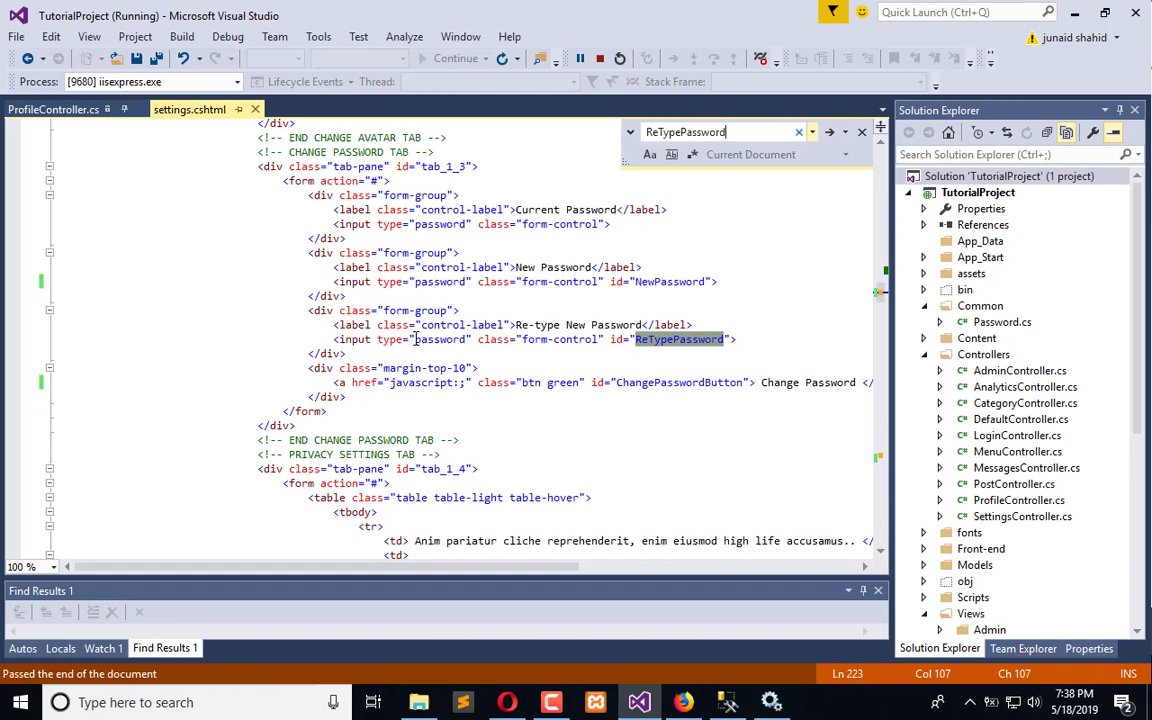 TutorialProject (Running) - Microsoft Visual Studio
Quick Launch (Ctrl+Q)
File Edit View Project Build Debug Team Tools Test Analyze Window Help
junaid shahid
Continue
Process: [9680] iisexpress.exe Lifecycle Events Thread: Stack Frame:
ProfileController.cs settings.cshtml
ReTypePassword
Aa Current Document
</div>
<!-- END CHANGE AVATAR TAB -->
<!-- CHANGE PASSWORD TAB -->
<div class="tab-pane" id="tab_1_3">
<form action="#">
<div class="form-group">
<label class="control-label">Current Password</label>
<input type="password" class="form-control">
</div>
<div class="form-group">
<label class="control-label">New Password</label>
<input type="password" class="form-control" id="NewPassword">
</div>
<div class="form-group">
<label class="control-label">Re-type New Password</label>
<input type="password" class="form-control" id="ReTypePassword">
</div>
<div class="margin-top-10">
<a href="javascript:;" class="btn green" id="ChangePasswordButton"> Change Password </
</div>
</form>
</div>
<!-- END CHANGE PASSWORD TAB -->
<!-- PRIVACY SETTINGS TAB -->
<div class="tab-pane" id="tab_1_4">
<form action="#">
<table class="table table-light table-hover">
<tbody>
<tr>
<td> Anim pariatur cliche reprehenderit, enim eiusmod high life accusamus.. </
<td>
100 %
Find Results 1
Autos Locals Watch 1 Find Results 1
Solution Explorer
Search Solution Explorer (Ctrl+;)
Solution 'TutorialProject' (1 project)
TutorialProject
Properties
References
App_Data
App_Start
assets
bin
Common
Password.cs
Content
Controllers
AdminController.cs
AnalyticsController.cs
CategoryController.cs
DefaultController.cs
LoginController.cs
MenuController.cs
MessagesController.cs
PostController.cs
ProfileController.cs
SettingsController.cs
fonts
Front-end
Models
obj
Scripts
Views
Admin
Solution Explorer Team Explorer Properties
Passed the end of the document Ln 223 Col 107 Ch 107 INS
Type here to search
7:38 PM
5/18/2019
2